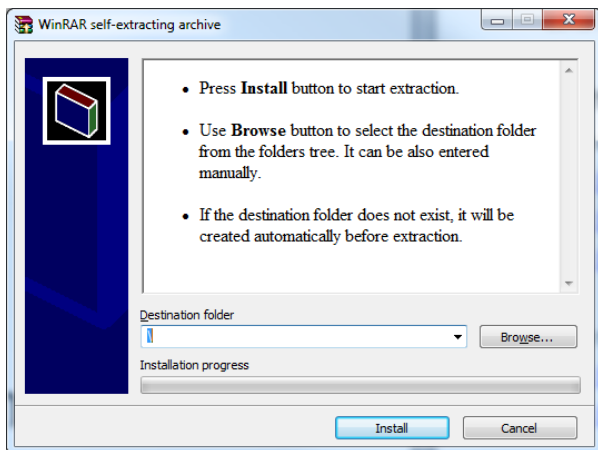 WinRAR self-extracting archive
• Press Install button to start extraction.
• Use Browse button to select the destination folder
from the folders tree. It can be also entered
manually.
• If the destination folder does not exist, it will be
created automatically before extraction.
Destination folder
\
Browse...
Installation progress
Install
Cancel